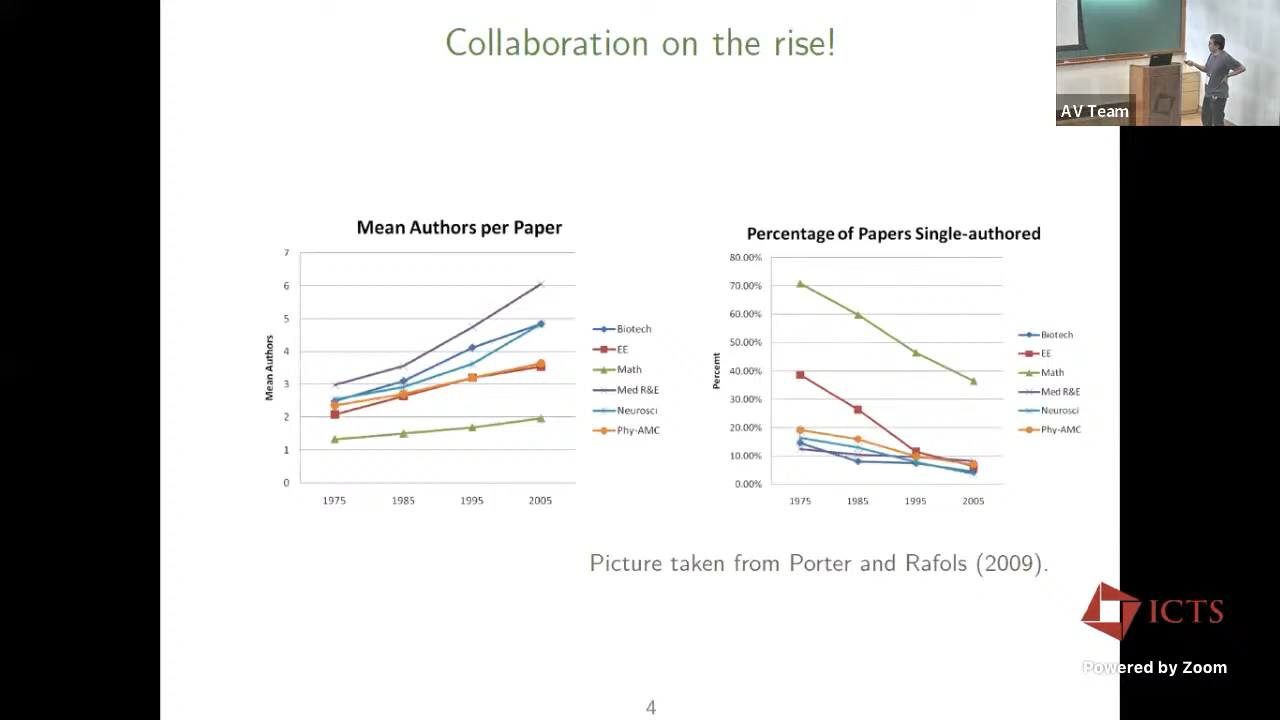 Collaboration on the rise!
AV Team
Mean Authors per Paper
7
6
5
4
3
2
1
0
Mean Authors
1975 1985 1995 2005
Biotech
EE
Math
Med R&E
Neurosci
Phy-AMC
Percentage of Papers Single-authored
80.00%
70.00%
60.00%
50.00%
40.00%
30.00%
20.00%
10.00%
0.00%
Percent
1975 1985 1995 2005
Biotech
EE
Math
Med R&E
Neurosci
Phy-AMC
Picture taken from Porter and Rafols (2009).
ICTS
Powered by Zoom
4